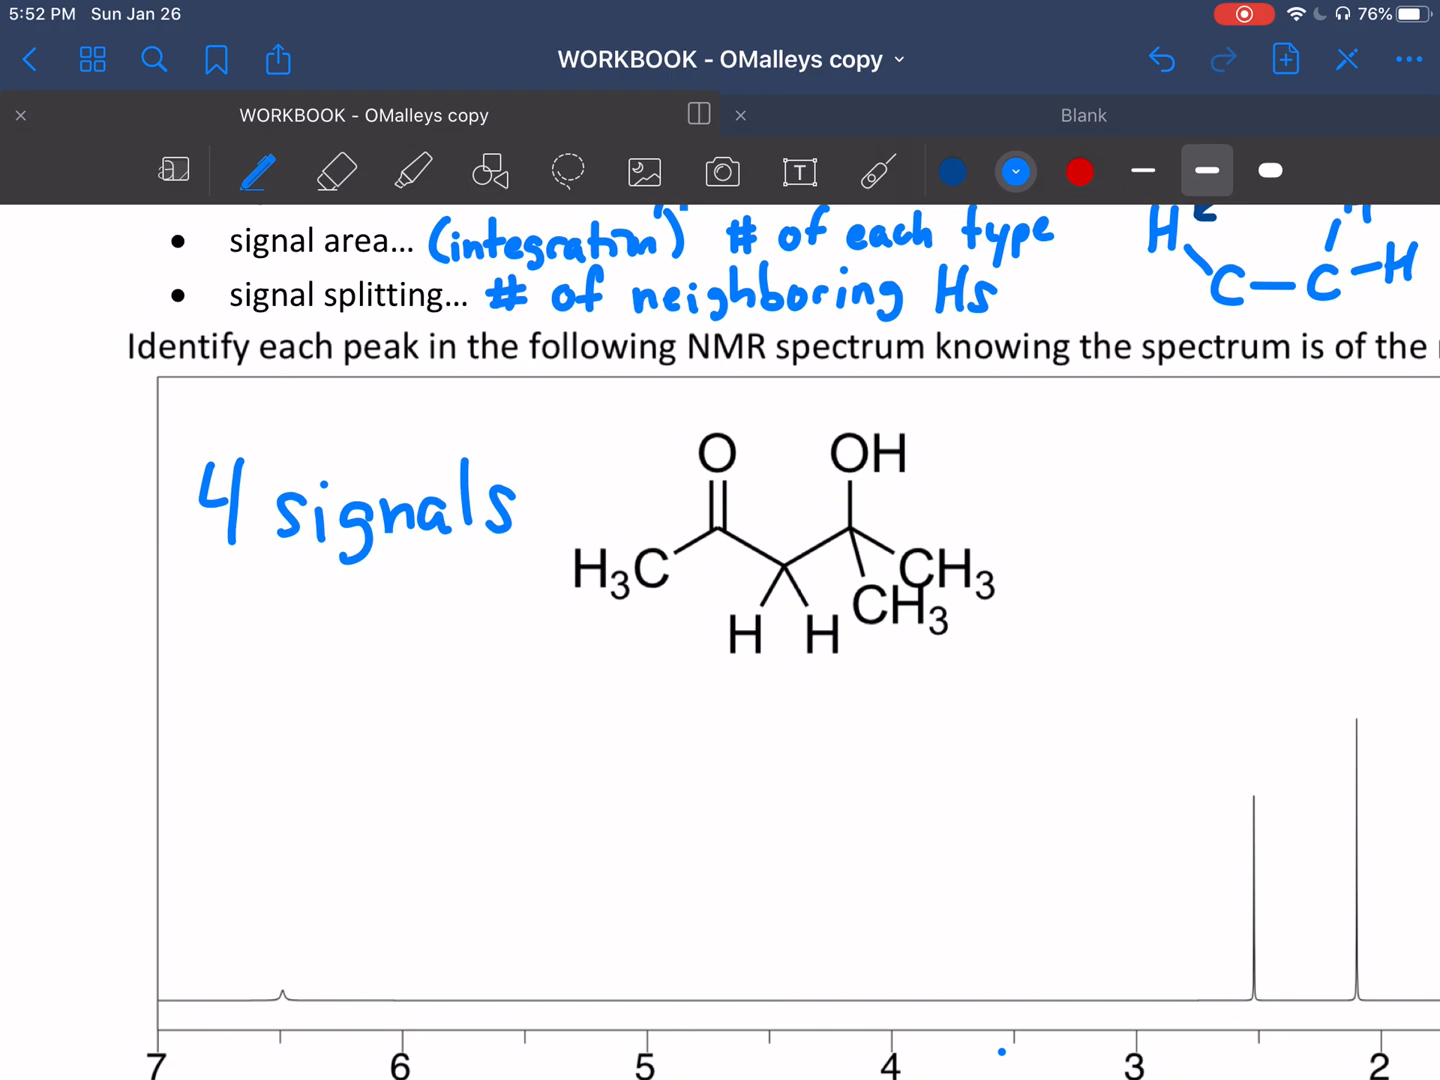 5:52 PM Sun Jan 26 76%
WORKBOOK - OMalleys copy
WORKBOOK - OMalleys copy Blank
T
• signal area... (integration) # of each type
• signal splitting... # of neighboring Hs
H H
C — C — H
Identify each peak in the following NMR spectrum knowing the spectrum is of the
4 signals
O OH
H3C CH3
CH3
H H
7 6 5 4 3 2